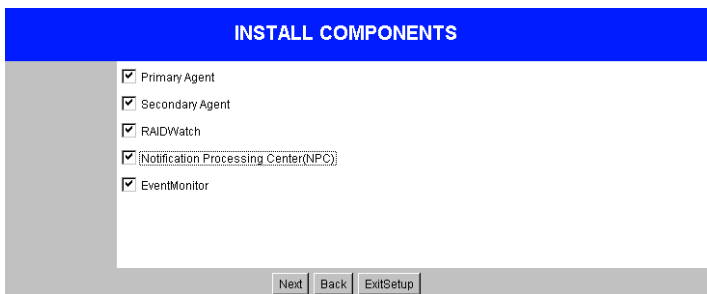 INSTALL COMPONENTS
Primary Agent
Secondary Agent
RAIDWatch
Notification Processing Center(NPC)
EventMonitor
Next Back ExitSetup